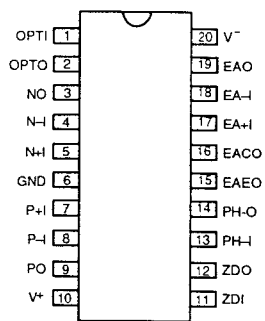 OPTI 1 20 V⁻
OPTO 2 19 EAO
NO 3 18 EA-I
N-I 4 17 EA+I
N+I 5 16 EACO
GND 6 15 EAEO
P+I 7 14 PH-O
P-I 8 13 PH-I
PO 9 12 ZDO
V⁺ 10 11 ZDI